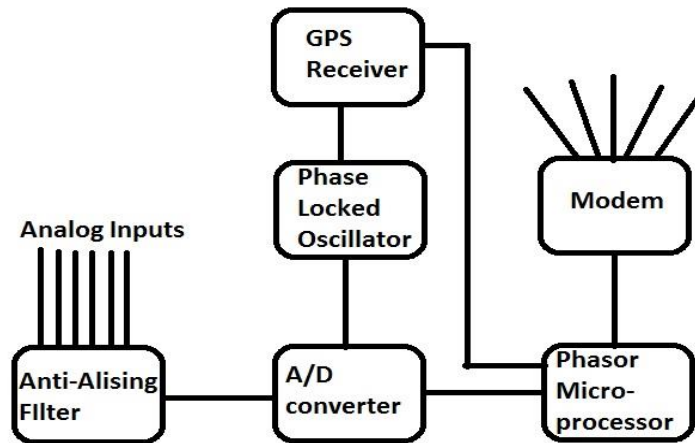 GPS
Receiver
Phase
Locked
Oscillator
Modem
Analog Inputs
Anti-Alising
FIlter
A/D
converter
Phasor
Micro-
processor